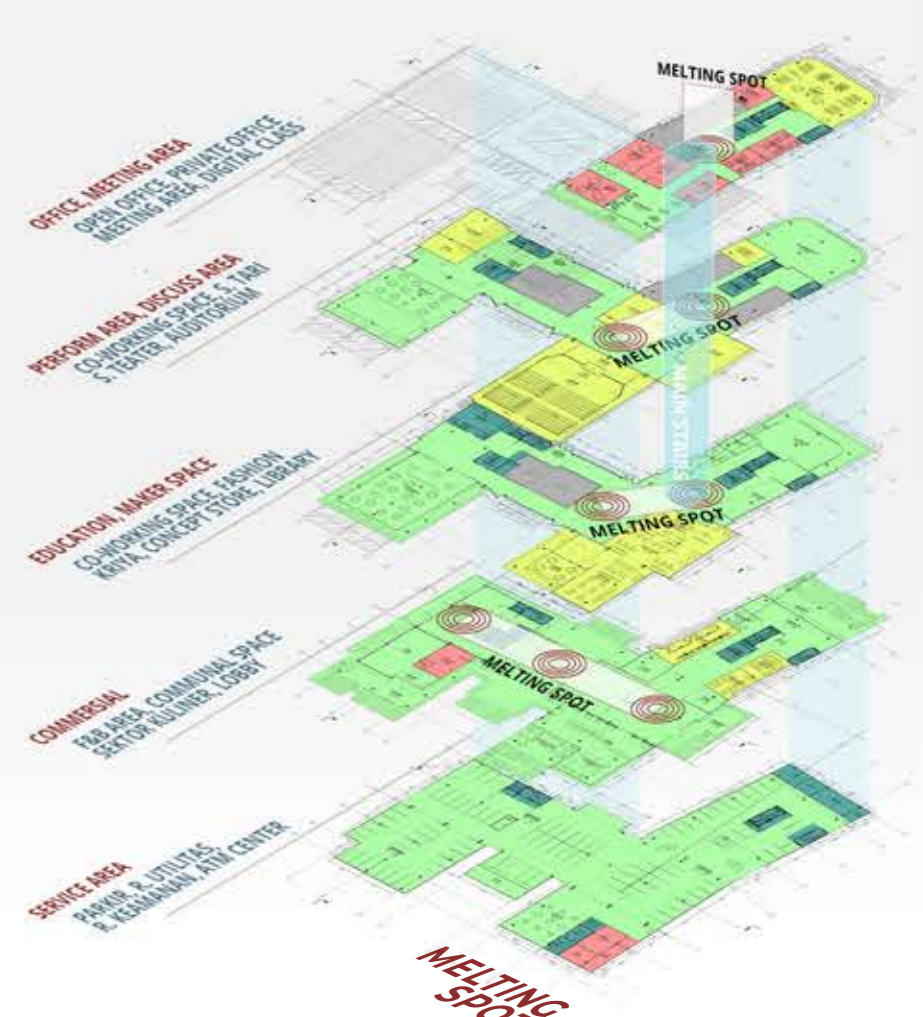 MELTING SPOT
OFFICE, MEETING AREA
OPEN OFFICE, PRIVATE OFFICE
MEETING AREA, DIGITAL CLASS
PERFORM AREA, DISCUSS AREA
CO-WORKING SPACE, S. TARI
S. TEATER, AUDITORIUM
MELTING SPOT
MAIN STAIRS
EDUCATION, MAKER SPACE
CO-WORKING SPACE, FASHION,
KRIYA, CONCEPT STORE, LIBRARY
MELTING SPOT
COMMERSIAL
F&B AREA, COMMUNAL SPACE
SEKTOR KULINER, LOBBY
MELTING SPOT
SERVICE AREA
PARKIR, R. UTILITAS,
R. KEAMANAN, ATM CENTER
MELTING
SPOT